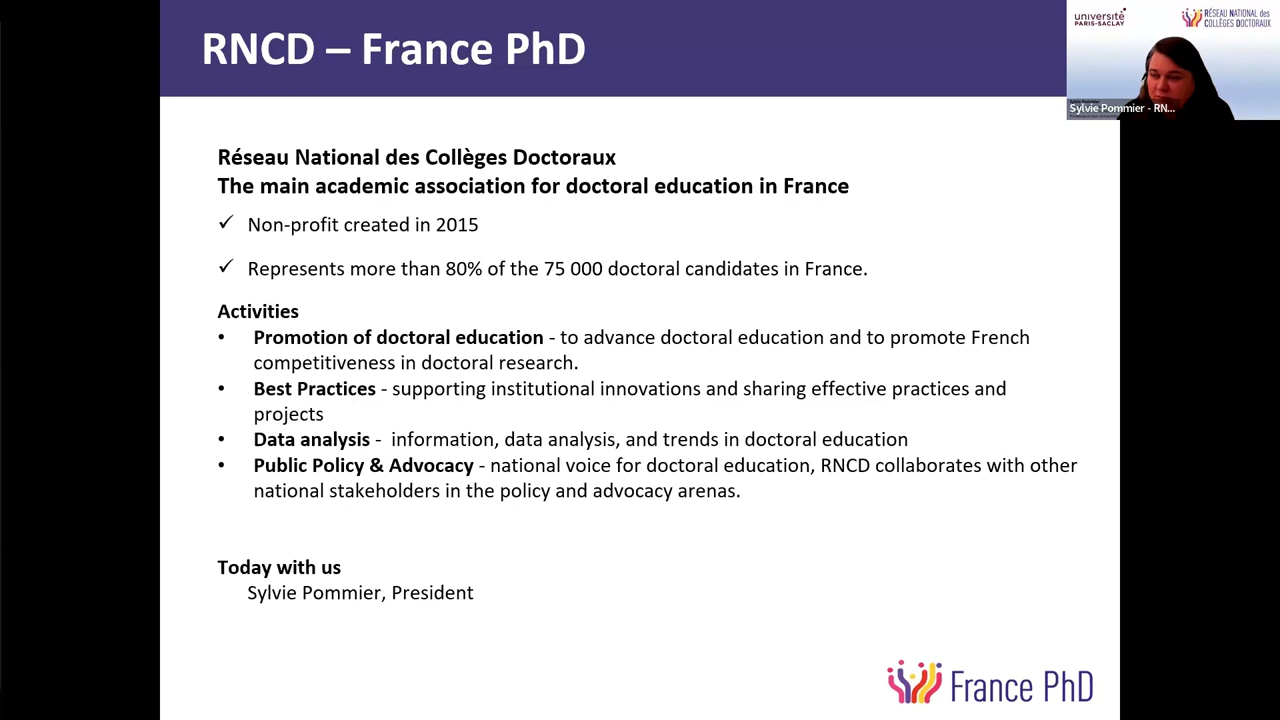 RNCD – France PhD
université
PARIS-SACLAY
RÉSEAU NATIONAL des
COLLÈGES DOCTORAUX
Sylvie Pommier - RN...
Réseau National des Collèges Doctoraux
The main academic association for doctoral education in France
✓ Non-profit created in 2015
✓ Represents more than 80% of the 75 000 doctoral candidates in France.
Activities
• Promotion of doctoral education - to advance doctoral education and to promote French
competitiveness in doctoral research.
• Best Practices - supporting institutional innovations and sharing effective practices and
projects
• Data analysis - information, data analysis, and trends in doctoral education
• Public Policy & Advocacy - national voice for doctoral education, RNCD collaborates with other
national stakeholders in the policy and advocacy arenas.
Today with us
Sylvie Pommier, President
France PhD